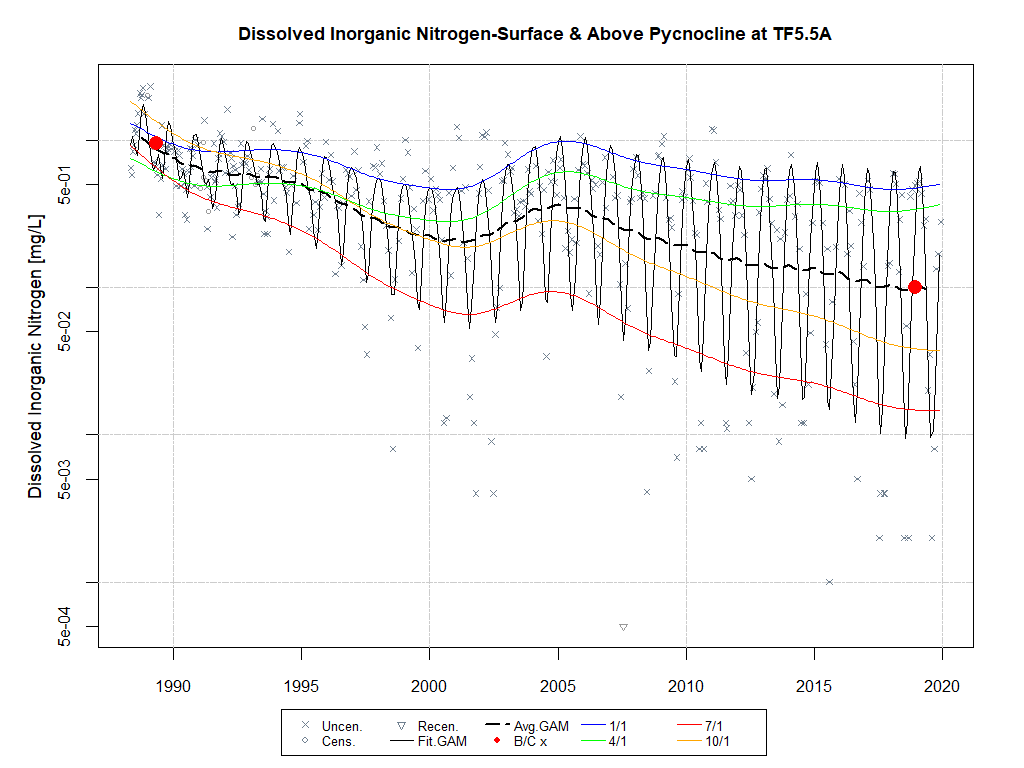 Dissolved Inorganic Nitrogen-Surface & Above Pycnocline at TF5.5A
Dissolved Inorganic Nitrogen [mg/L]
5e-01
5e-02
5e-03
5e-04
1990 1995 2000 2005 2010 2015 2020
Uncen. Recen. Avg.GAM 1/1 7/1
Cens. Fit.GAM B/C x 4/1 10/1